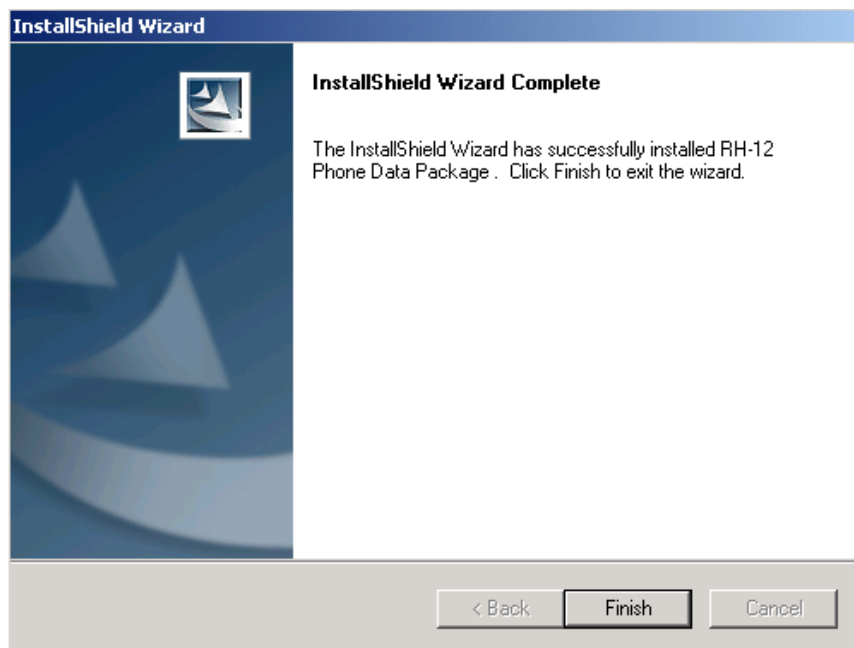 InstallShield Wizard
InstallShield Wizard Complete
The InstallShield Wizard has successfully installed RH-12
Phone Data Package .  Click Finish to exit the wizard.
< Back Finish Cancel